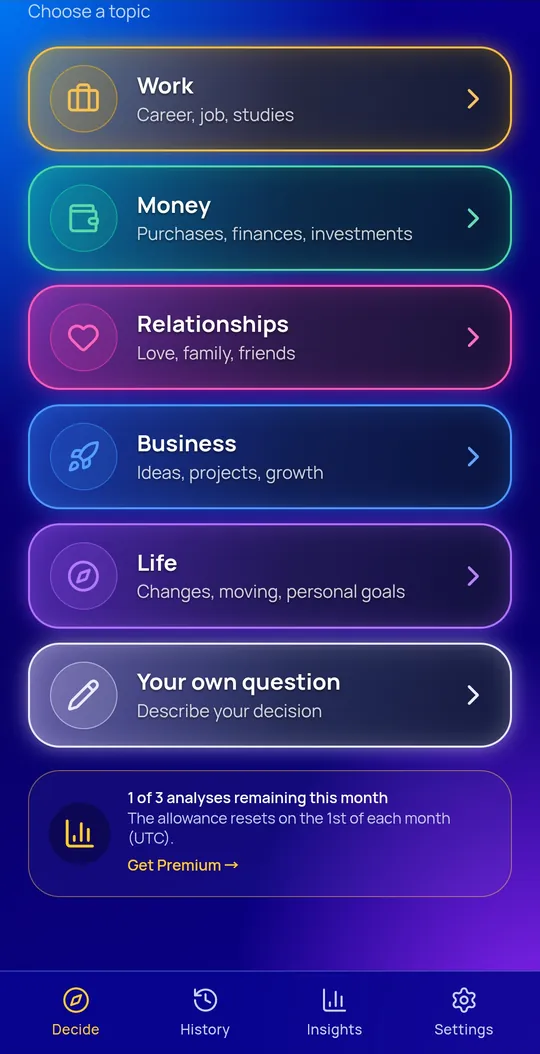 Choose a topic
Work
Career, job, studies
Money
Purchases, finances, investments
Relationships
Love, family, friends
Business
Ideas, projects, growth
Life
Changes, moving, personal goals
Your own question
Describe your decision
1 of 3 analyses remaining this month
The allowance resets on the 1st of each month
(UTC).
Get Premium →
Decide
History
Insights
Settings